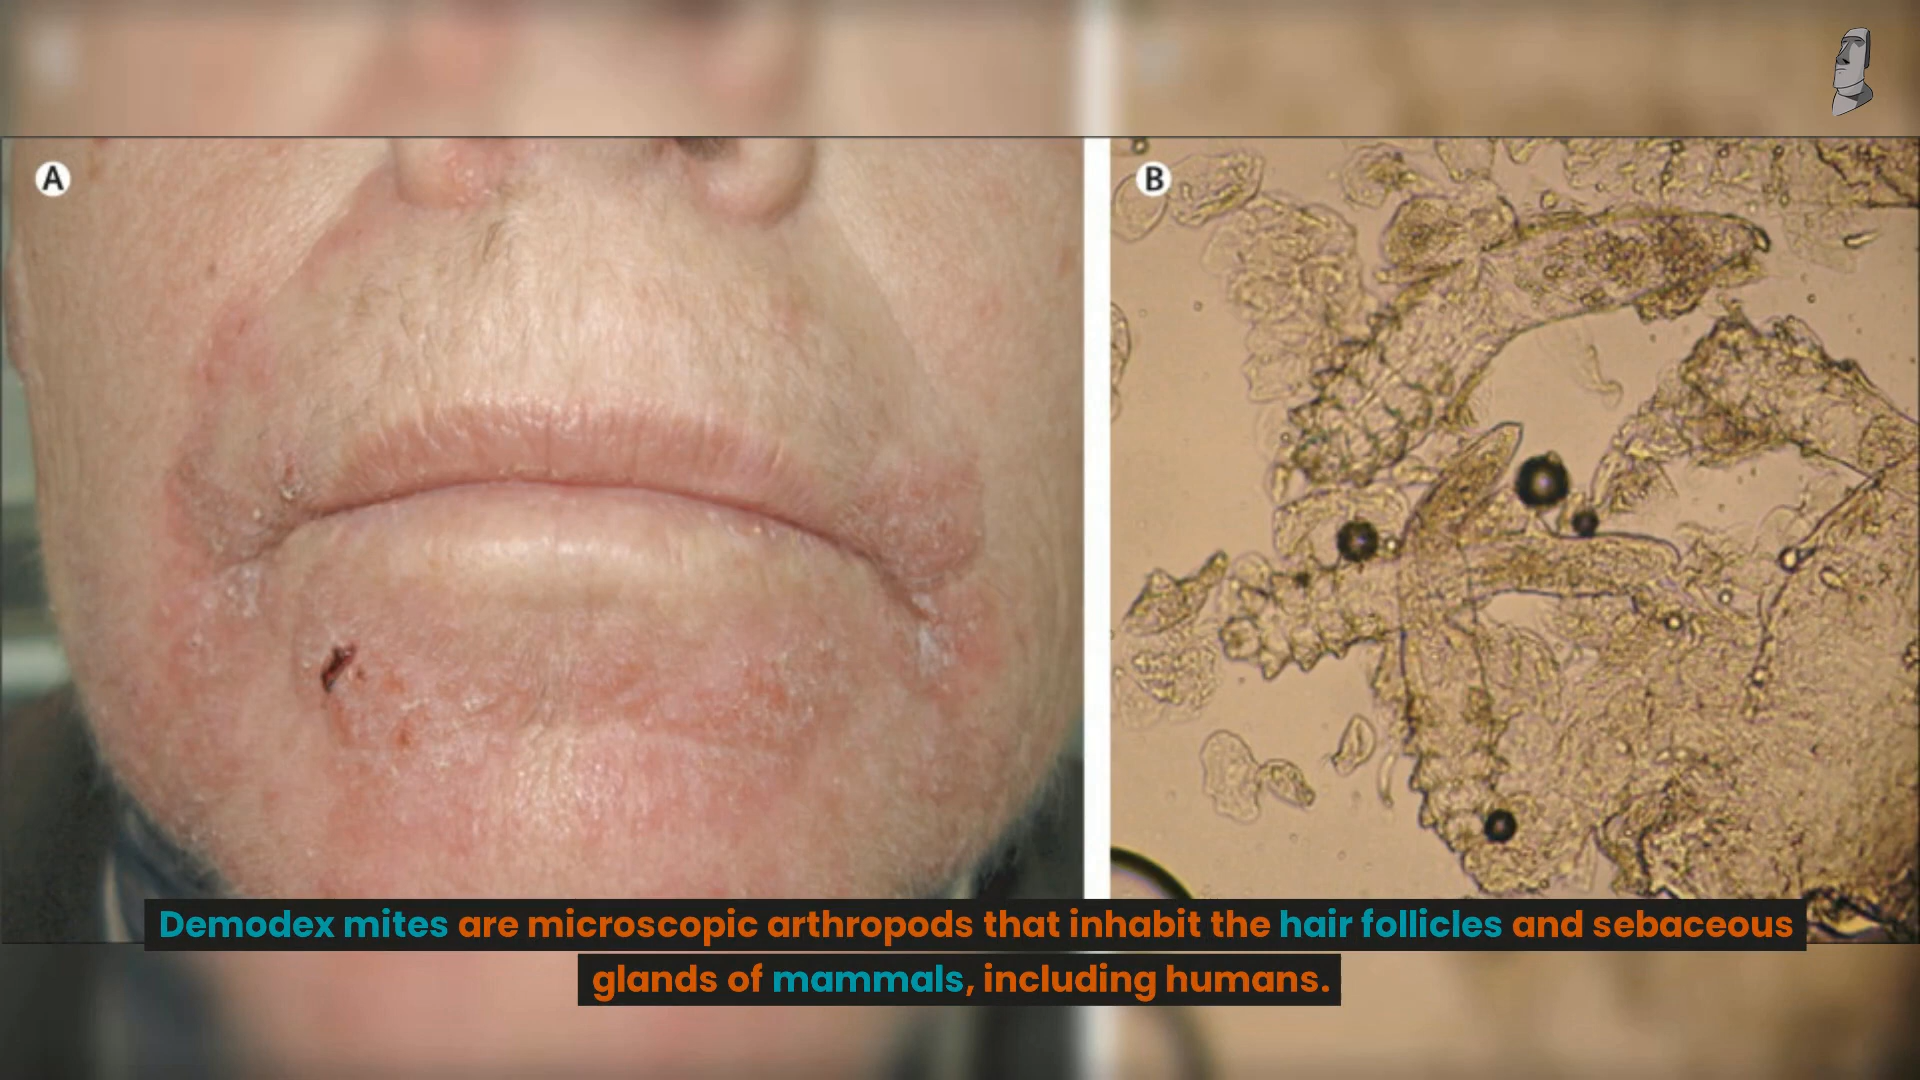 A
B
Demodex mites are microscopic arthropods that inhabit the hair follicles and sebaceous
glands of mammals, including humans.